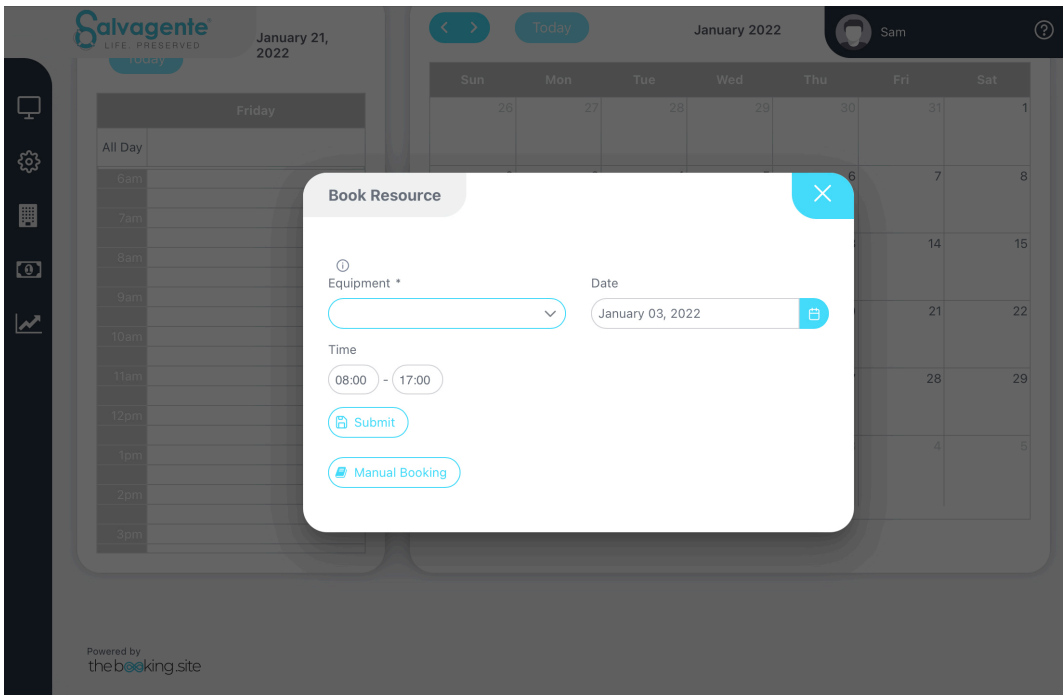 Salvagente®
LIFE PRESERVED
January 21,
2022
Today
Today
January 2022
Sam
Friday
All Day
6am
7am
8am
9am
10am
11am
12pm
1pm
2pm
3pm
Sun Mon Tue Wed Thu Fri Sat
26 27 28 29 30 31 1
6 7 8
14 15
21 22
28 29
4 5
Book Resource
Equipment *
Date
January 03, 2022
Time
08:00 - 17:00
Submit
Manual Booking
Powered by
thebooking.site